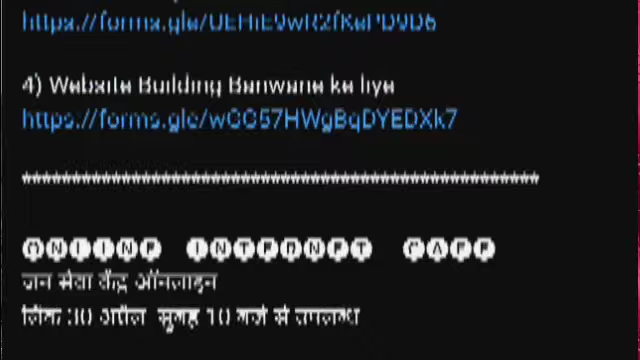 4) Website Building Banwane ke liye
https://forms.gle/wCC57HWgBqDYEDXk7
****************************************************
ⓄⓃⓁⒾⓃⒺ ⒾⓃⓉⒺⓇⓃⒺⓉ ⒸⒶⒻⒺ
जन सेवा केंद्र ऑनलाइन
लिंक 30 अप्रैल सुबह 10 बजे से उपलब्ध